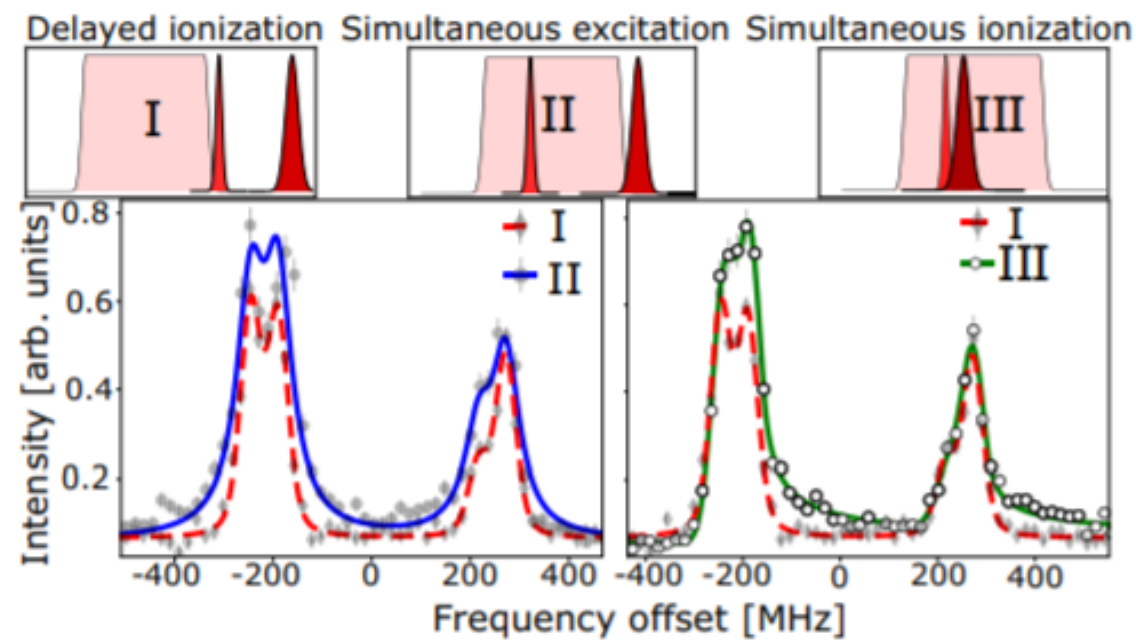 Delayed ionization Simultaneous excitation Simultaneous ionization
I II III
Intensity [arb. units]
0.8
0.6
0.4
0.2
I
II
I
III
-400 -200 0 200 400 -400 -200 0 200 400
Frequency offset [MHz]